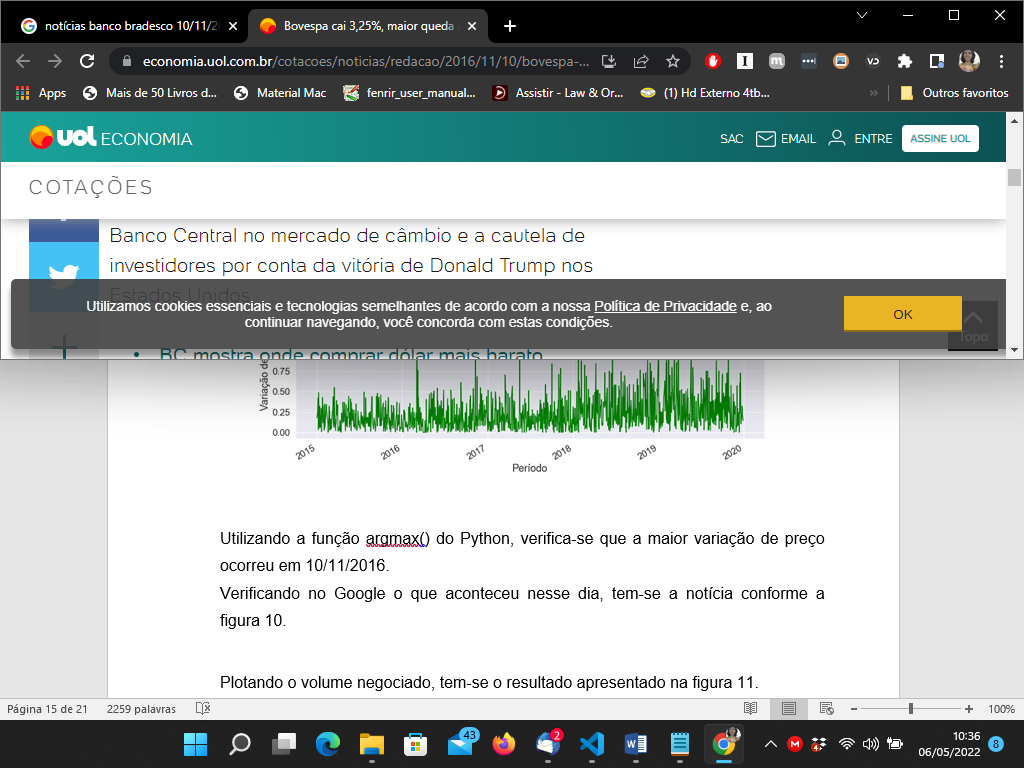 notícias banco bradesco 10/11/2
Bovespa cai 3,25%, maior queda
economia.uol.com.br/cotacoes/noticias/redacao/2016/11/10/bovespa-...
Apps
Mais de 50 Livros d...
Material Mac
fenrir_user_manual...
Assistir - Law & Or...
(1) Hd Externo 4tb...
Outros favoritos
uol ECONOMIA
SAC
EMAIL
ENTRE
ASSINE UOL
COTAÇÕES
Banco Central no mercado de câmbio e a cautela de
investidores por conta da vitória de Donald Trump nos
Estados Unidos
Utilizamos cookies essenciais e tecnologias semelhantes de acordo com a nossa Política de Privacidade e, ao
continuar navegando, você concorda com estas condições.
OK
Topo
BC mostra onde comprar dólar mais barato
Variação de
0.75
0.50
0.25
0.00
2015
2016
2017
2018
2019
2020
Período
Utilizando a função argmax() do Python, verifica-se que a maior variação de preço
ocorreu em 10/11/2016.
Verificando no Google o que aconteceu nesse dia, tem-se a notícia conforme a
figura 10.
Plotando o volume negociado, tem-se o resultado apresentado na figura 11.
Página 15 de 21
2259 palavras
100%
43
2
10:36
06/05/2022
8